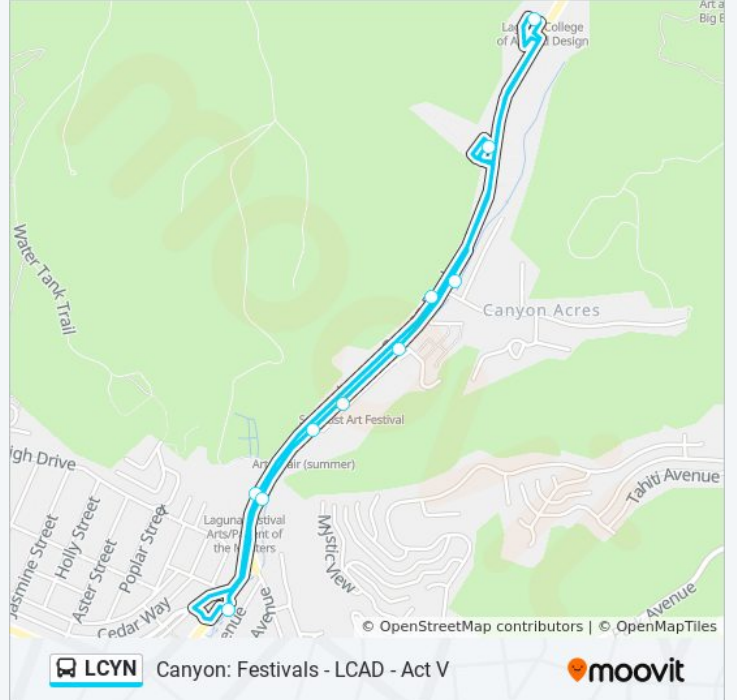 Art a
Big B
Laguna College
of Art and Design
Water Tank Trail
Canyon Acres
Sawdust Art Festival
Art-A-Fair (summer)
igh Drive
Tahiti Avenue
Laguna Festival
Arts/Pageant of
the Masters
Jasmine Street
Holly Street
Aster Street
Poplar Street
Mystic View
Cedar Way
Avenue
Park Avenue
© OpenStreetMap contributors | © OpenMapTiles
LCYN Canyon: Festivals - LCAD - Act V
moovit